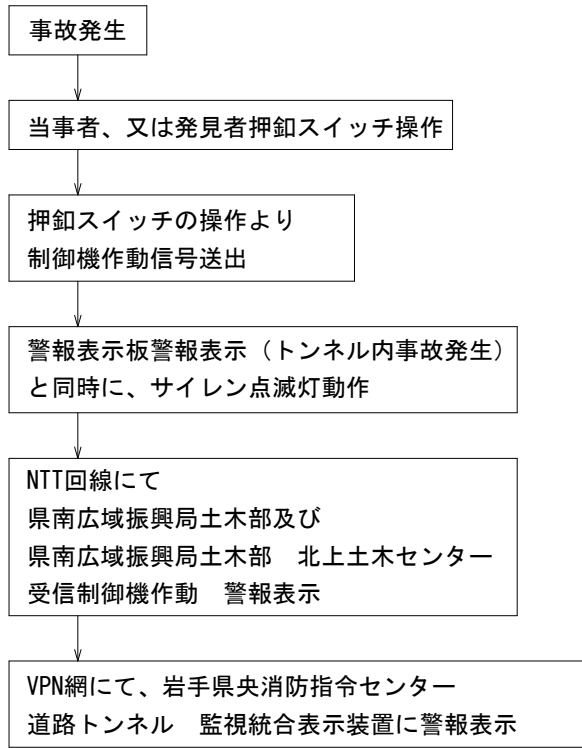 事故発生
当事者、又は発見者押釦スイッチ操作
押釦スイッチの操作より
制御機作動信号送出
警報表示板警報表示（トンネル内事故発生）
と同時に、サイレン点滅灯動作
NTT回線にて
県南広域振興局土木部及び
県南広域振興局土木部　北上土木センター
受信制御機作動　警報表示
VPN網にて、岩手県央消防指令センター
道路トンネル　監視統合表示装置に警報表示